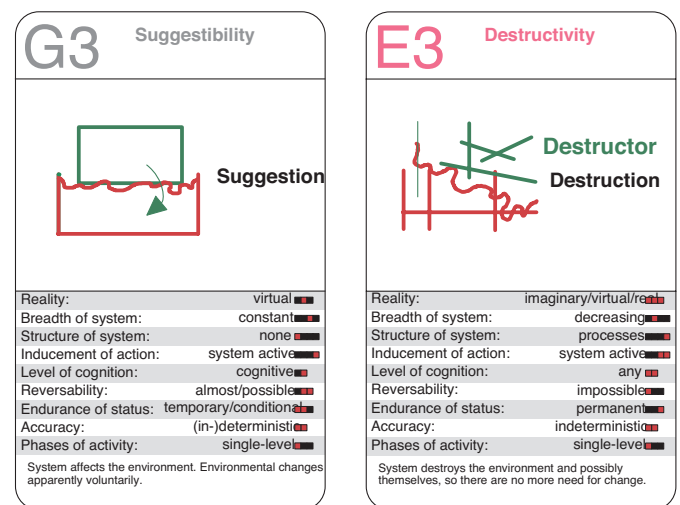 G3
Suggestibility
Suggestion
Reality: virtual
Breadth of system: constant
Structure of system: none
Inducement of action: system active
Level of cognition: cognitive
Reversability: almost/possible
Endurance of status: temporary/conditional
Accuracy: (in-)deterministic
Phases of activity: single-level
System affects the environment. Environmental changes
apparently voluntarily.
E3
Destructivity
Destructor
Destruction
Reality: imaginary/virtual/real
Breadth of system: decreasing
Structure of system: processes
Inducement of action: system active
Level of cognition: any
Reversability: impossible
Endurance of status: permanent
Accuracy: indeterministic
Phases of activity: single-level
System destroys the environment and possibly
themselves, so there are no more need for change.